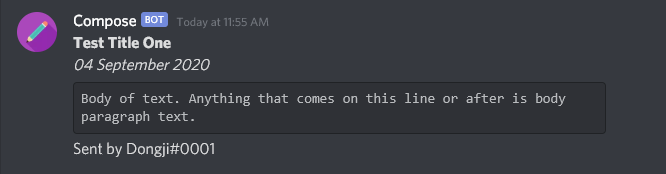 Compose BOT Today at 11:55 AM
Test Title One
04 September 2020
Body of text. Anything that comes on this line or after is body
paragraph text.
Sent by Dongji#0001